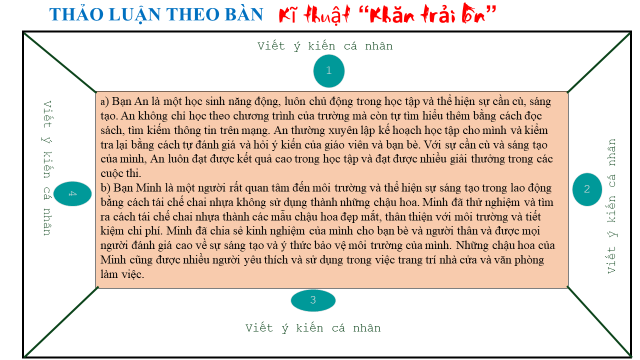 THẢO LUẬN THEO BÀN Kĩ thuật “Khăn trải bàn”
Viết ý kiến cá nhân
1
a) Bạn An là một học sinh năng động, luôn chủ động trong học tập và thể hiện sự cần cù, sáng
tạo. An không chỉ học theo chương trình của trường mà còn tự tìm hiểu thêm bằng cách đọc
sách, tìm kiếm thông tin trên mạng. An thường xuyên lập kế hoạch học tập cho mình và kiểm
tra lại bằng cách tự đánh giá và hỏi ý kiến của giáo viên và bạn bè. Với sự cần cù và sáng tạo
của mình, An luôn đạt được kết quả cao trong học tập và đạt được nhiều giải thưởng trong các
cuộc thi.
b) Bạn Minh là một người rất quan tâm đến môi trường và thể hiện sự sáng tạo trong lao động
bằng cách tái chế chai nhựa không sử dụng thành những chậu hoa. Minh đã thử nghiệm và tìm
ra cách tái chế chai nhựa thành các mẫu chậu hoa đẹp mắt, thân thiện với môi trường và tiết
kiệm chi phí. Minh đã chia sẻ kinh nghiệm của mình cho bạn bè và người thân và được mọi
người đánh giá cao về sự sáng tạo và ý thức bảo vệ môi trường của mình. Những chậu hoa của
Minh cũng được nhiều người yêu thích và sử dụng trong việc trang trí nhà cửa và văn phòng
làm việc.
2
Viết ý kiến cá nhân
3
Viết ý kiến cá nhân
4
Viết ý kiến cá nhân